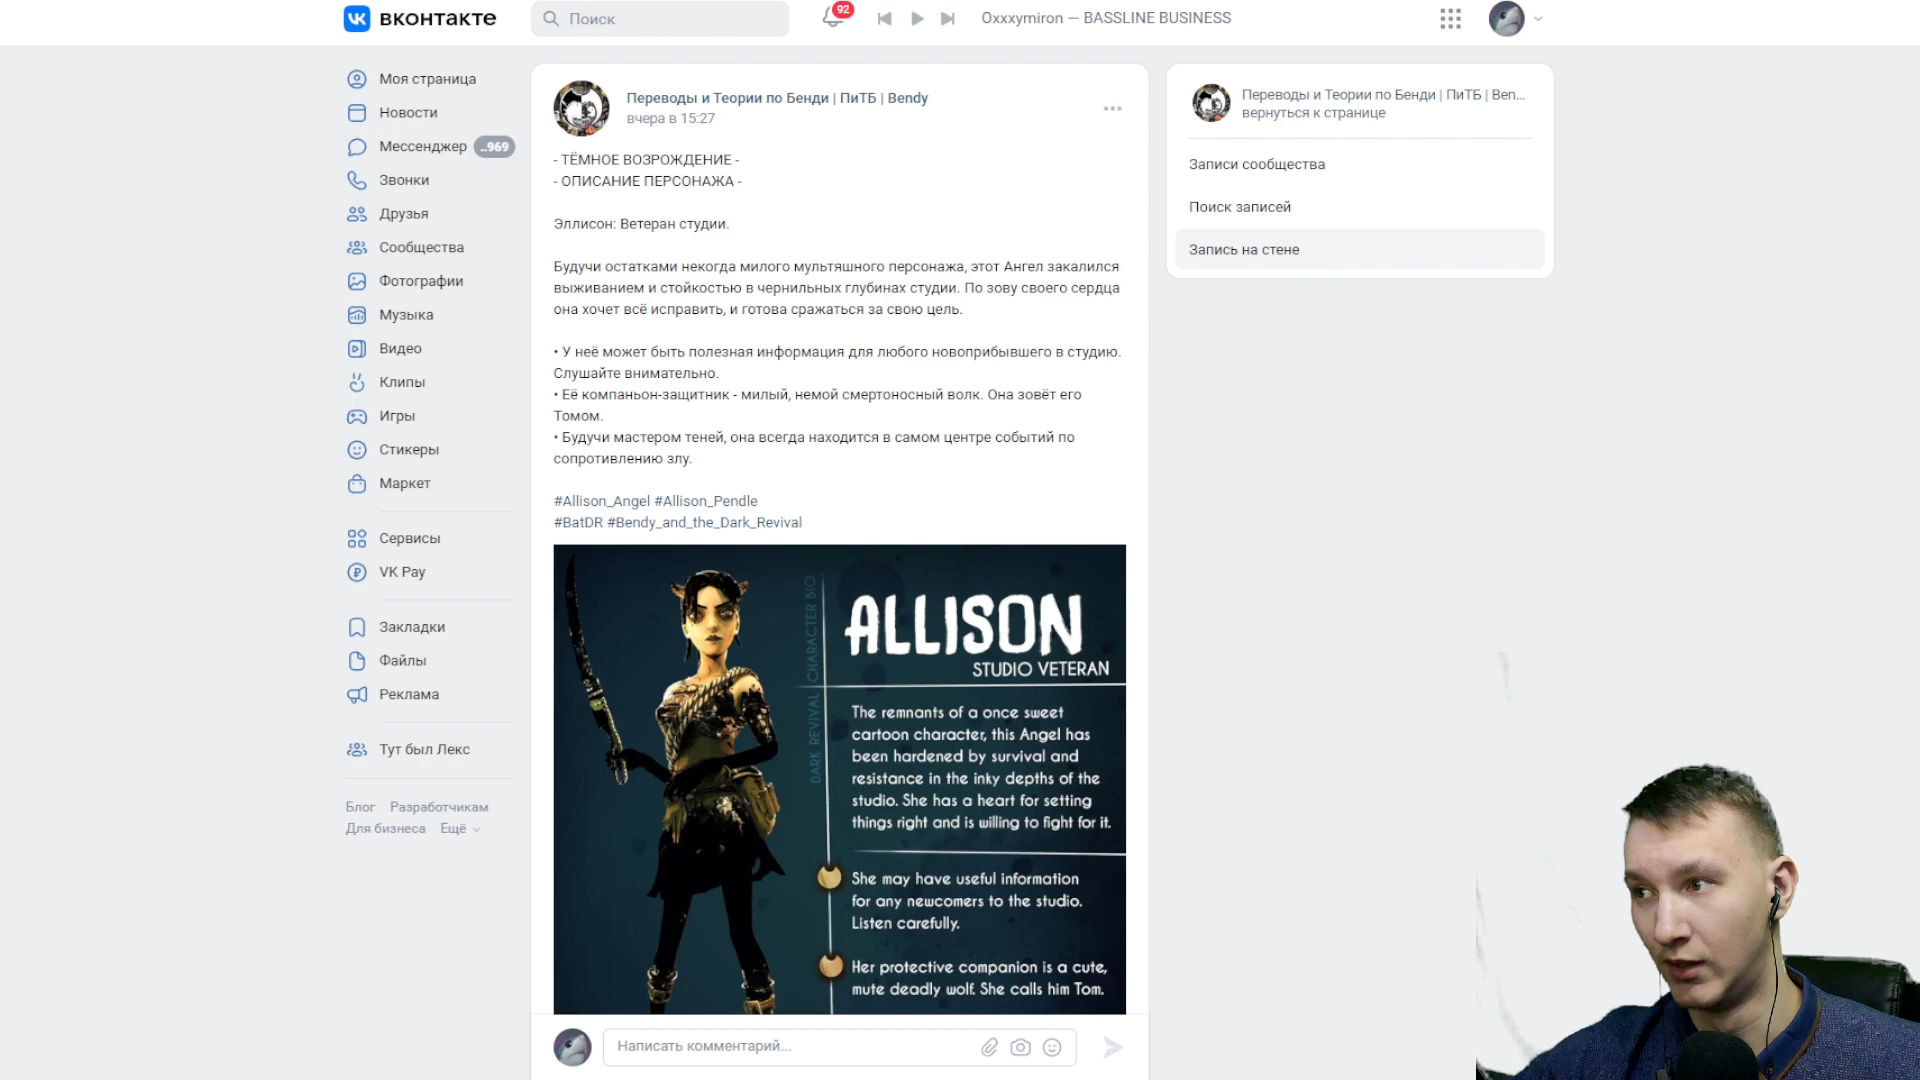 вконтакте
Поиск
92
Oxxxymiron — BASSLINE BUSINESS
Моя страница
Новости
Мессенджер ..969
Звонки
Друзья
Сообщества
Фотографии
Музыка
Видео
Клипы
Игры
Стикеры
Маркет
Сервисы
VK Pay
Закладки
Файлы
Реклама
Тут был Лекс
Блог Разработчикам
Для бизнеса Ещё
Переводы и Теории по Бенди | ПиТБ | Bendy
вчера в 15:27
- ТЁМНОЕ ВОЗРОЖДЕНИЕ -
- ОПИСАНИЕ ПЕРСОНАЖА -
Эллисон: Ветеран студии.
Будучи остатками некогда милого мультяшного персонажа, этот Ангел закалился
выживанием и стойкостью в чернильных глубинах студии. По зову своего сердца
она хочет всё исправить, и готова сражаться за свою цель.
• У неё может быть полезная информация для любого новоприбывшего в студию.
Слушайте внимательно.
• Её компаньон-защитник - милый, немой смертоносный волк. Она зовёт его
Томом.
• Будучи мастером теней, она всегда находится в самом центре событий по
сопротивлению злу.
#Allison_Angel #Allison_Pendle
#BatDR #Bendy_and_the_Dark_Revival
DARK REVIVAL CHARACTER BIO
ALLISON
STUDIO VETERAN
The remnants of a once sweet
cartoon character, this Angel has
been hardened by survival and
resistance in the inky depths of the
studio. She has a heart for setting
things right and is willing to fight for it.
She may have useful information
for any newcomers to the studio.
Listen carefully.
Her protective companion is a cute,
mute deadly wolf. She calls him Tom.
Написать комментарий...
Переводы и Теории по Бенди | ПиТБ | Ben...
вернуться к странице
Записи сообщества
Поиск записей
Запись на стене